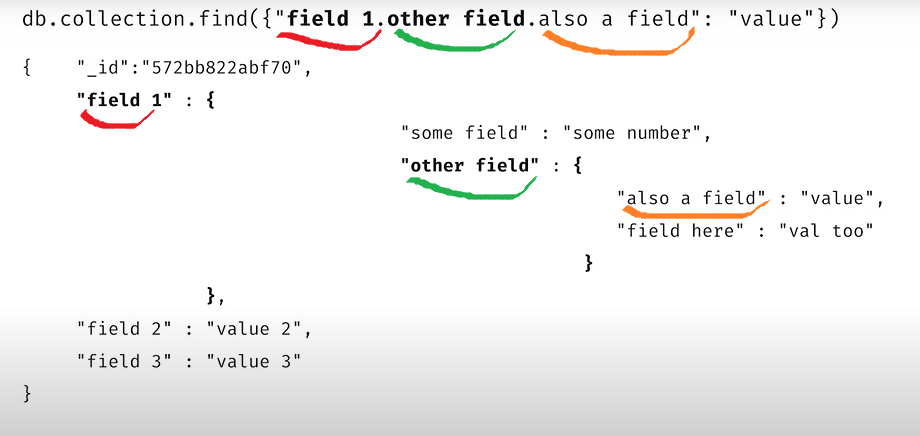 db.collection.find({"field 1.other field.also a field": "value"})
{ "_id":"572bb822abf70",
"field 1" : {
"some field" : "some number",
"other field" : {
"also a field" : "value",
"field here" : "val too"
}
},
"field 2" : "value 2",
"field 3" : "value 3"
}